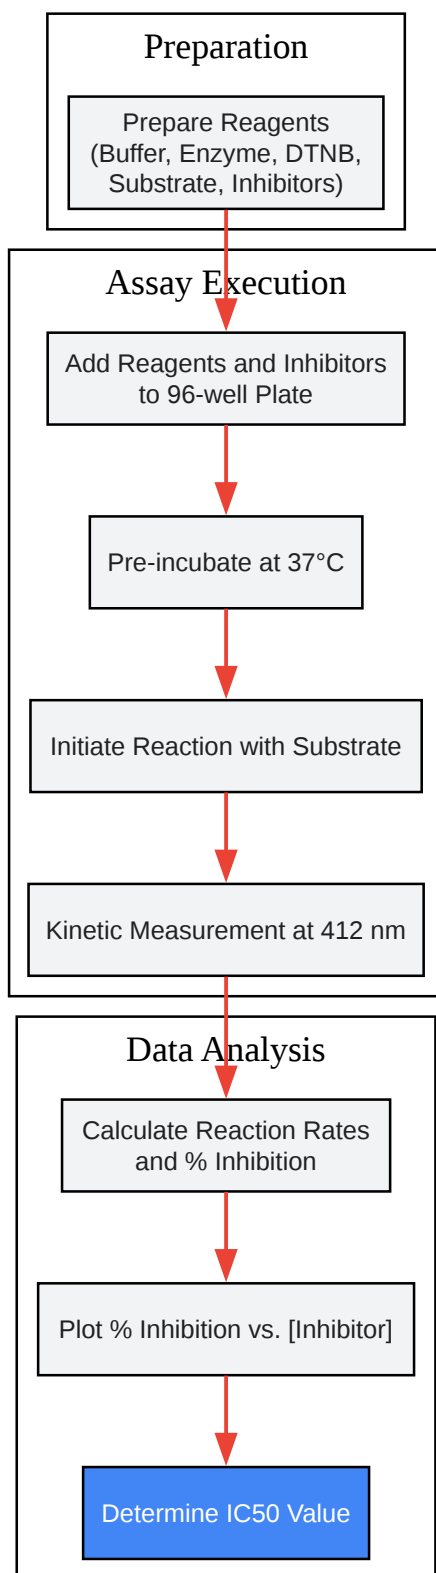 Preparation
Prepare Reagents
(Buffer, Enzyme, DTNB,
Substrate, Inhibitors)
Assay Execution
Add Reagents and Inhibitors
to 96-well Plate
Pre-incubate at 37°C
Initiate Reaction with Substrate
Kinetic Measurement at 412 nm
Data Analysis
Calculate Reaction Rates
and % Inhibition
Plot % Inhibition vs. [Inhibitor]
Determine IC50 Value